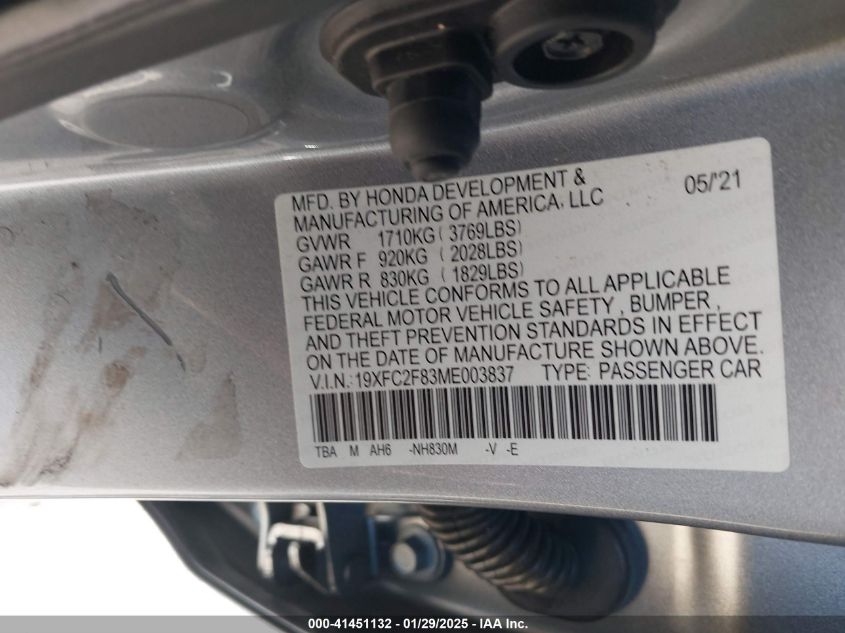 MFD. BY HONDA DEVELOPMENT & 05/'21
MANUFACTURING OF AMERICA, LLC
GVWR 1710KG ( 3769LBS)
GAWR F 920KG ( 2028LBS)
GAWR R 830KG ( 1829LBS)
THIS VEHICLE CONFORMS TO ALL APPLICABLE
FEDERAL MOTOR VEHICLE SAFETY , BUMPER ,
AND THEFT PREVENTION STANDARDS IN EFFECT
ON THE DATE OF MANUFACTURE SHOWN ABOVE.
V.I.N.: 19XFC2F83ME003837 TYPE: PASSENGER CAR
TBA M AH6 -NH830M -V -E
000-41451132 - 01/29/2025 - IAA, Inc.